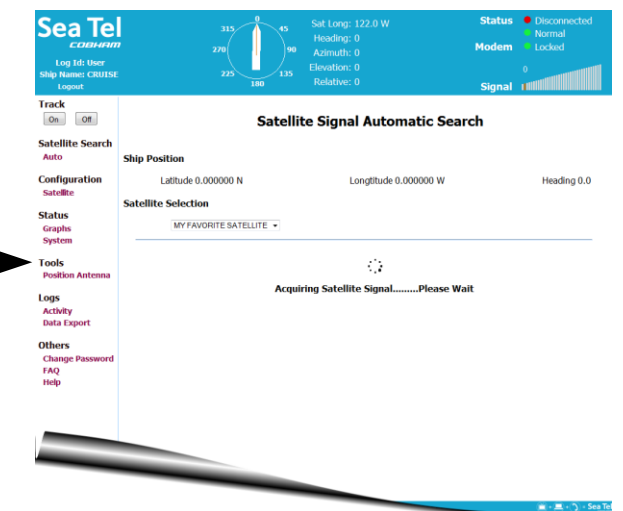 Sea Tel
COBHAM
Log Id: User
Ship Name: CRUISE
Logout
0
315 45
270 90
225 135
180
Sat Long: 122.0 W
Heading: 0
Azimuth: 0
Elevation: 0
Relative: 0
Status Disconnected
Normal
Modem Locked
0
Signal
Track
On Off
Satellite Search
Auto
Configuration
Satellite
Status
Graphs
System
Tools
Position Antenna
Logs
Activity
Data Export
Others
Change Password
FAQ
Help
Satellite Signal Automatic Search
Ship Position
Latitude 0.000000 N Longtitude 0.000000 W Heading 0.0
Satellite Selection
MY FAVORITE SATELLITE
Acquiring Satellite Signal.........Please Wait
- Sea Tel